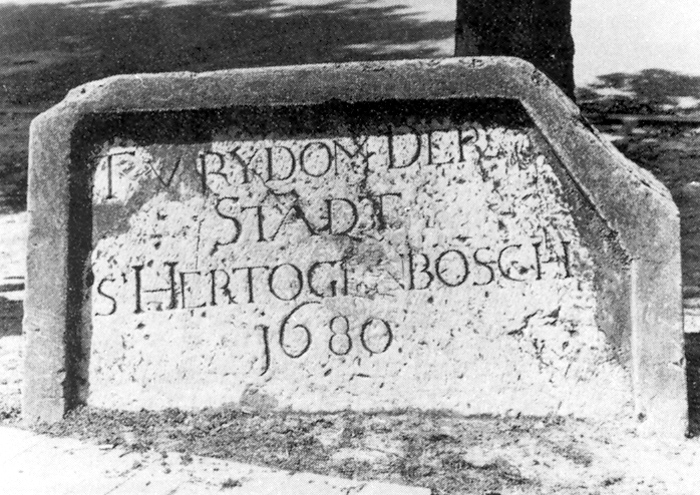 T VRYDOM DER
STADT
S'HERTOGENBOSCH
1680